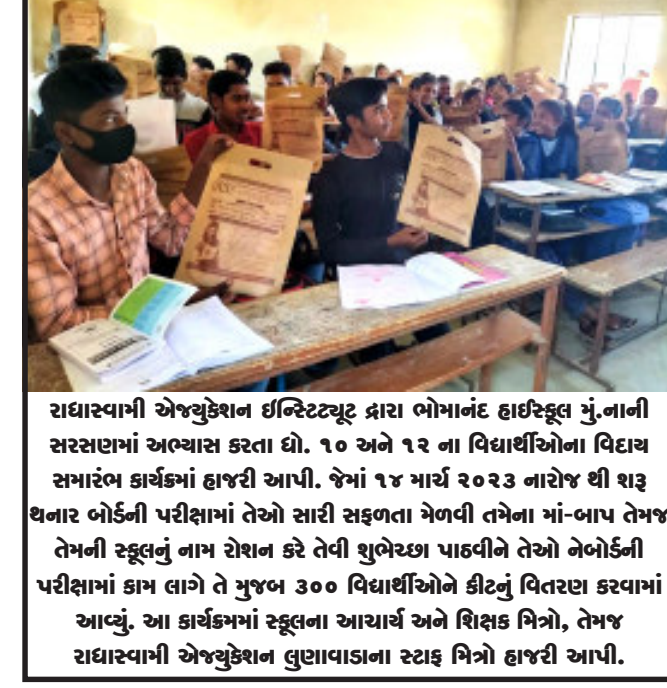 રાધાસ્વામી એજ્યુકેશન ઇન્સ્ટિટટ્યૂટ દ્વારા ભોમાનંદ હાઈસ્કૂલ મું.નાની
સરસણમાં અભ્યાસ કરતા ધો. ૧૦ અને ૧૨ ના વિદ્યાર્થીઓના વિદાય
સમારંભ કાર્યક્રમાં હાજરી આપી. જેમાં ૧૪ માર્ચ ૨૦૨૩ નારોજ થી શરૂ
થનાર બોર્ડની પરીક્ષામાં તેઓ સારી સફળતા મેળવી તમેના માં-બાપ તેમજ
તેમની સ્કૂલનું નામ રોશન કરે તેવી શુભેચ્છા પાઠવીને તેઓ નેબોર્ડની
પરીક્ષામાં કામ લાગે તે મુજબ ૩૦૦ વિદ્યાર્થીઓને કીટનું વિતરણ કરવામાં
આવ્યું. આ કાર્યક્રમમાં સ્કૂલના આચાર્ય અને શિક્ષક મિત્રો, તેમજ
રાધાસ્વામી એજ્યુકેશન લુણાવાડાના સ્ટાફ મિત્રો હાજરી આપી.